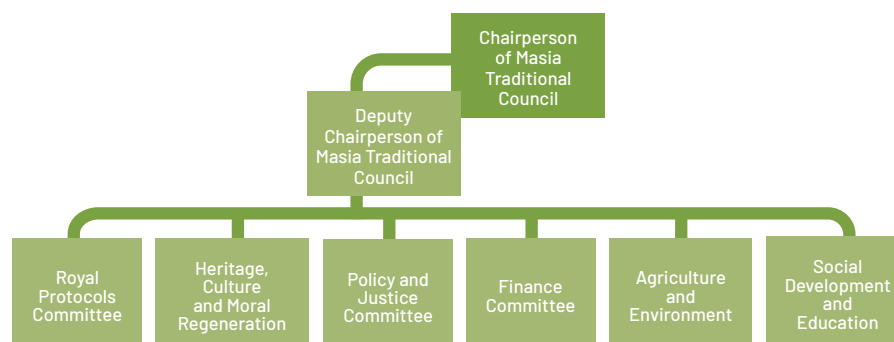 Chairperson
of Masia
Traditional
Council
Deputy
Chairperson of
Masia Traditional
Council
Royal
Protocols
Committee
Heritage,
Culture
and Moral
Regeneration
Policy and
Justice
Committee
Finance
Committee
Agriculture
and
Environment
Social
Development
and
Education